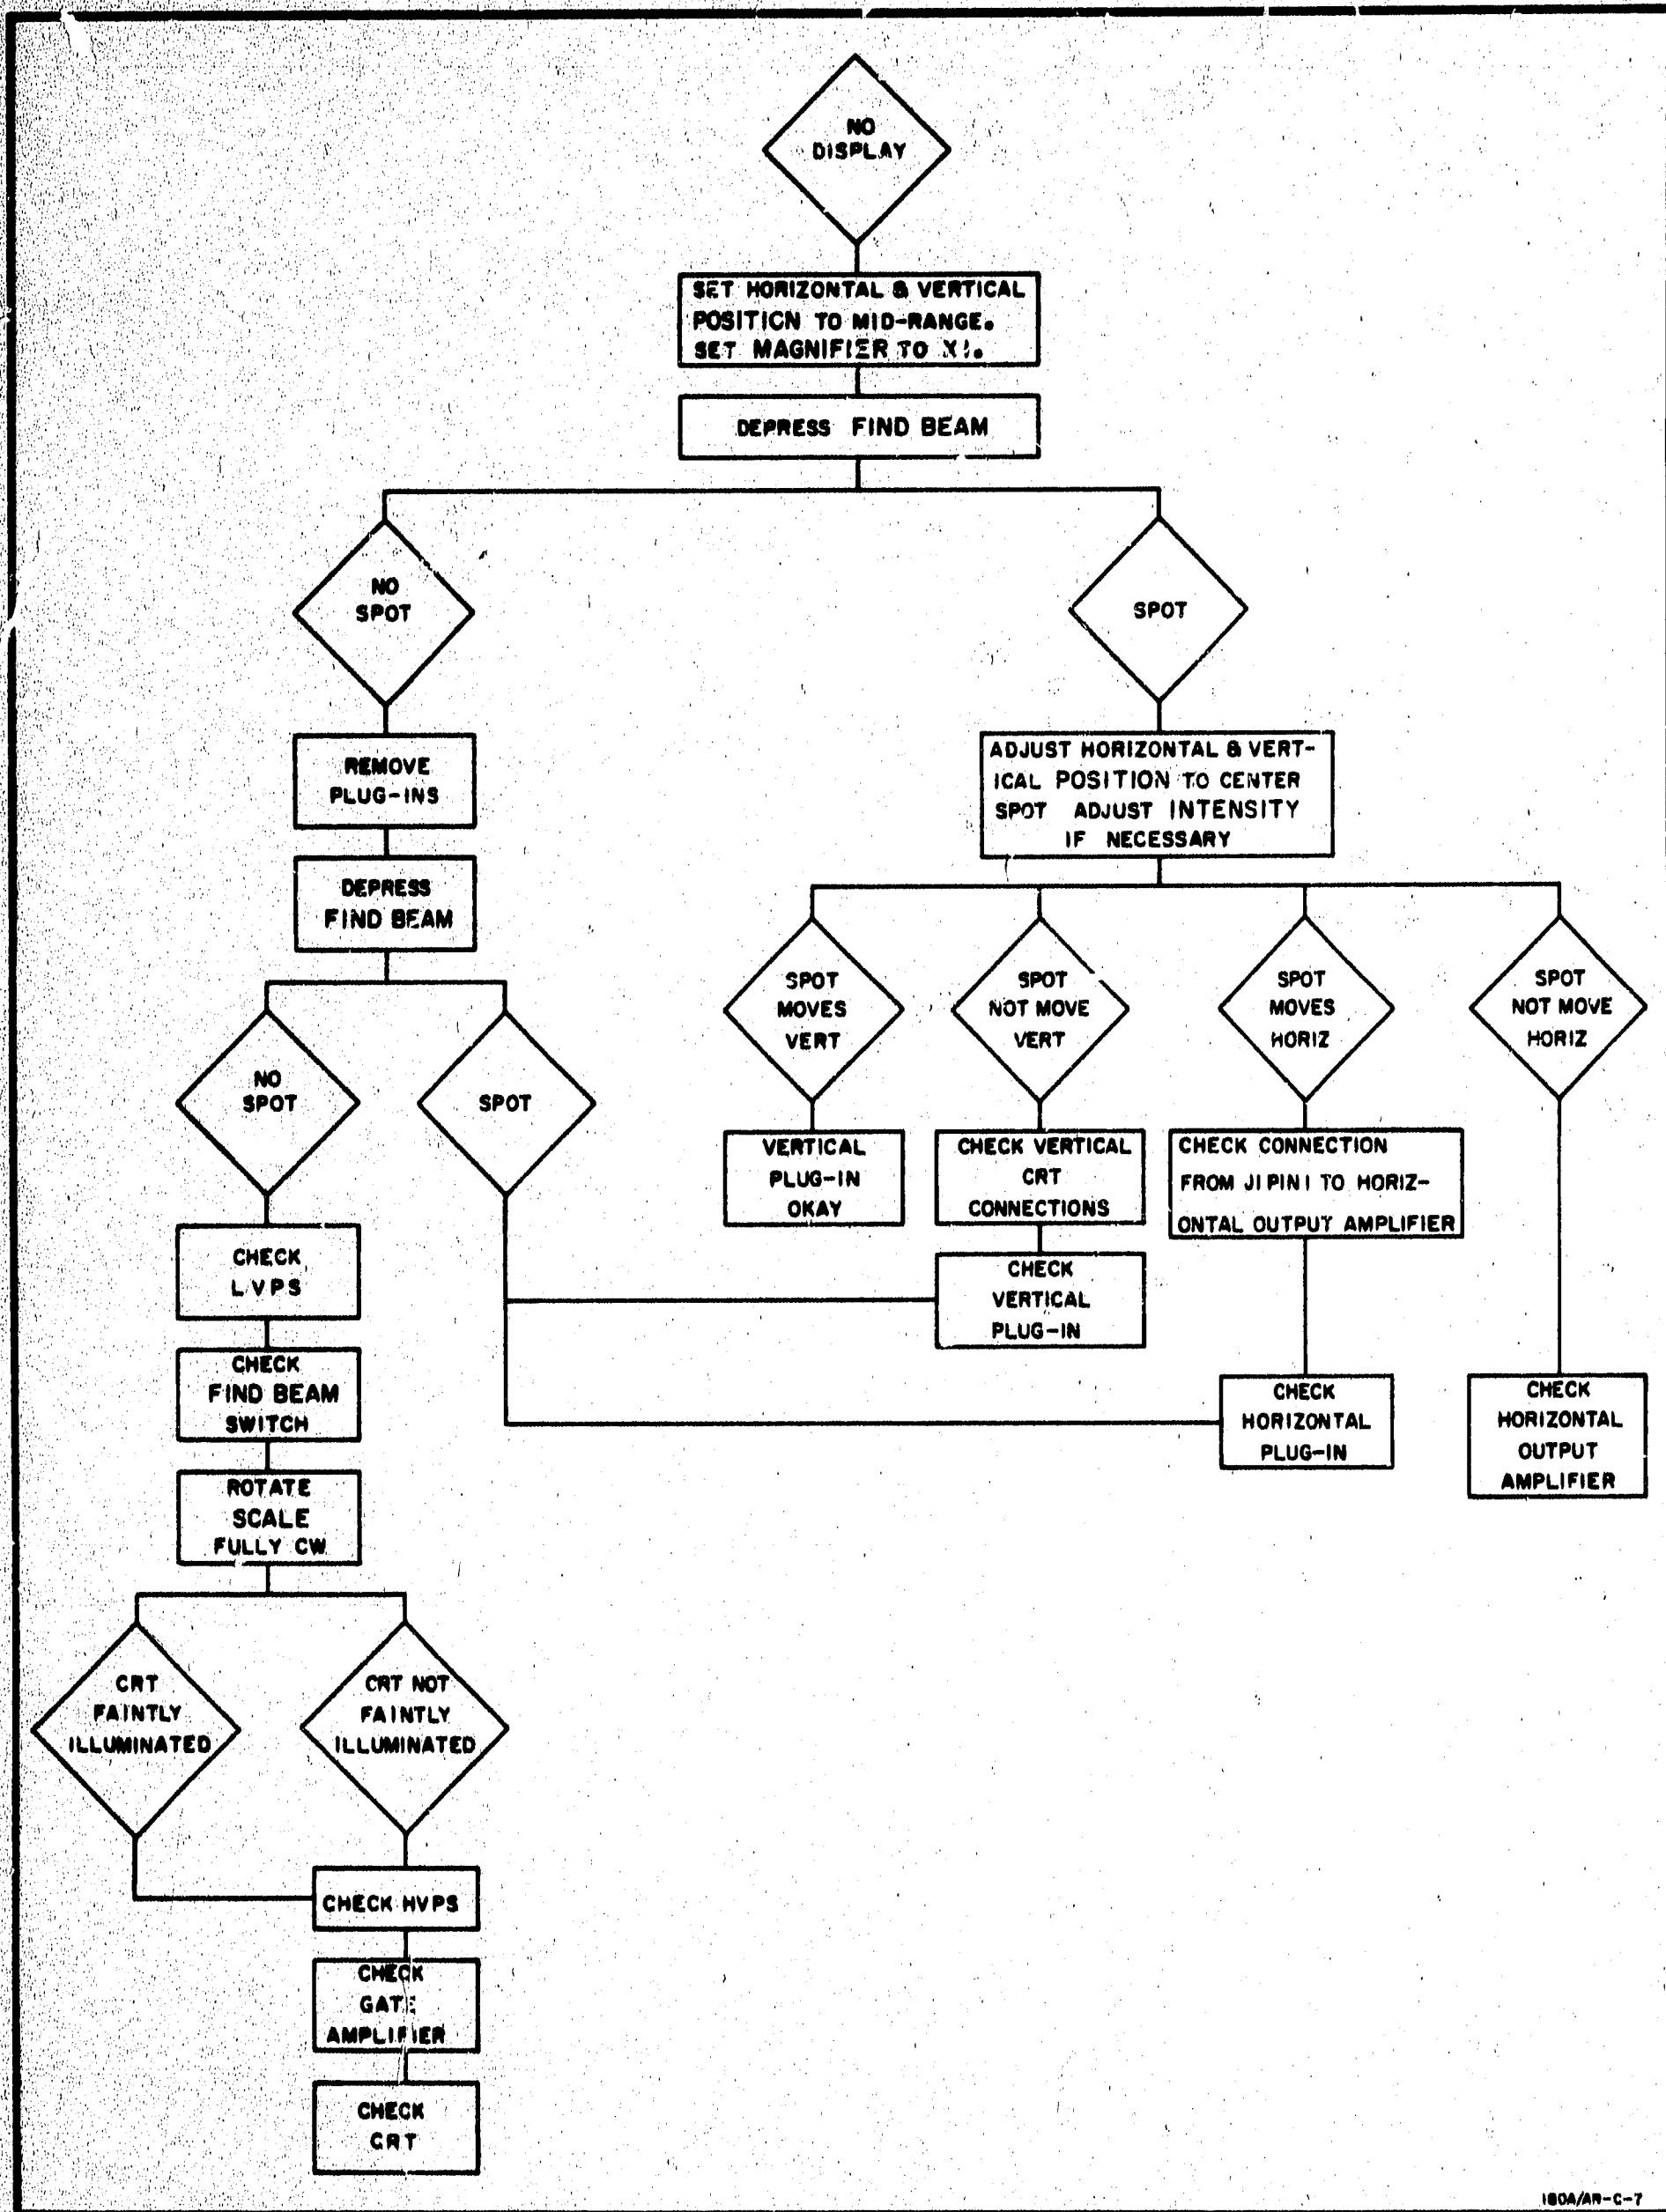 NO
DISPLAY
SET HORIZONTAL & VERTICAL
POSITION TO MID-RANGE.
SET MAGNIFIER TO X1.
DEPRESS FIND BEAM
NO
SPOT
SPOT
REMOVE
PLUG-INS
DEPRESS
FIND BEAM
ADJUST HORIZONTAL & VERT-
ICAL POSITION TO CENTER
SPOT ADJUST INTENSITY
IF NECESSARY
NO
SPOT
SPOT
SPOT
MOVES
VERT
SPOT
NOT MOVE
VERT
SPOT
MOVES
HORIZ
SPOT
NOT MOVE
HORIZ
VERTICAL
PLUG-IN
OKAY
CHECK VERTICAL
CRT
CONNECTIONS
CHECK CONNECTION
FROM J1 PIN 1 TO HORIZ-
ONTAL OUTPUT AMPLIFIER
CHECK
VERTICAL
PLUG-IN
CHECK
HORIZONTAL
PLUG-IN
CHECK
HORIZONTAL
OUTPUT
AMPLIFIER
CHECK
LVPS
CHECK
FIND BEAM
SWITCH
ROTATE
SCALE
FULLY CW
CRT
FAINTLY
ILLUMINATED
CRT NOT
FAINTLY
ILLUMINATED
CHECK HVPS
CHECK
GATE
AMPLIFIER
CHECK
CRT
180A/AR-C-7